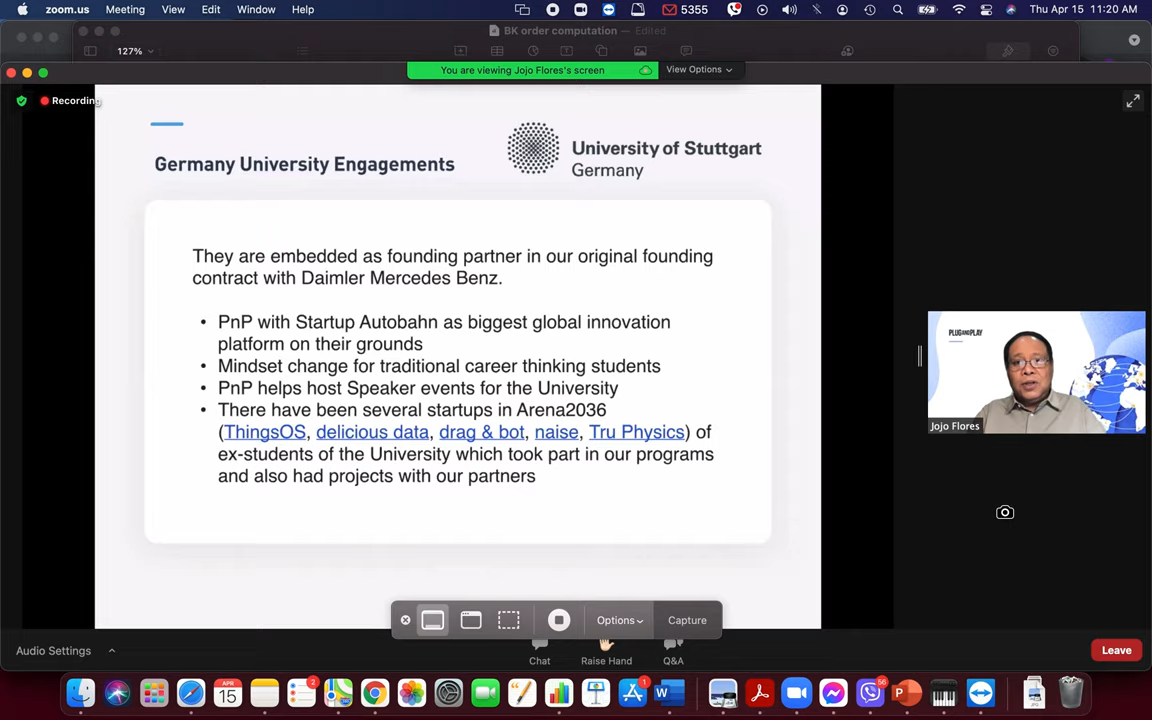 zoom.us Meeting View Edit Window Help 5355 Thu Apr 15 11:20 AM
127% BK order computation — Edited
You are viewing Jojo Flores's screen View Options
Recording
Germany University Engagements
University of Stuttgart
Germany
They are embedded as founding partner in our original founding
contract with Daimler Mercedes Benz.
• PnP with Startup Autobahn as biggest global innovation
platform on their grounds
• Mindset change for traditional career thinking students
• PnP helps host Speaker events for the University
• There have been several startups in Arena2036
(ThingsOS, delicious data, drag & bot, naise, Tru Physics) of
ex-students of the University which took part in our programs
and also had projects with our partners
PLUGANDPLAY
Jojo Flores
Options Capture
Audio Settings Chat Raise Hand Q&A Leave
APR
15
2
1
56